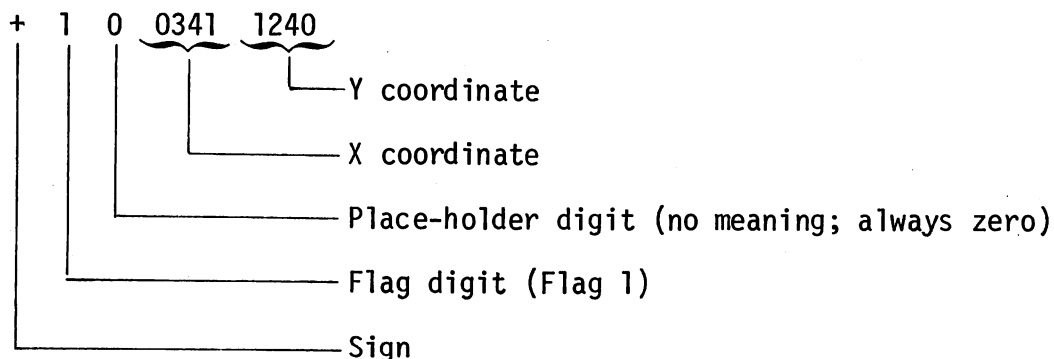 + 1 0 0341 1240
Y coordinate
X coordinate
Place-holder digit (no meaning; always zero)
Flag digit (Flag 1)
Sign